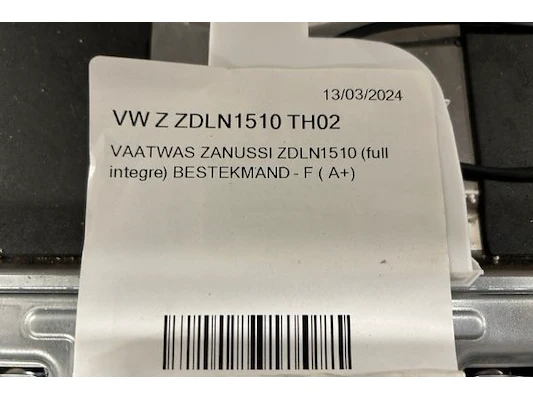 13/03/2024
VW Z ZDLN1510 TH02
VAATWAS ZANUSSI ZDLN1510 (full
integre) BESTEKMAND - F ( A+)